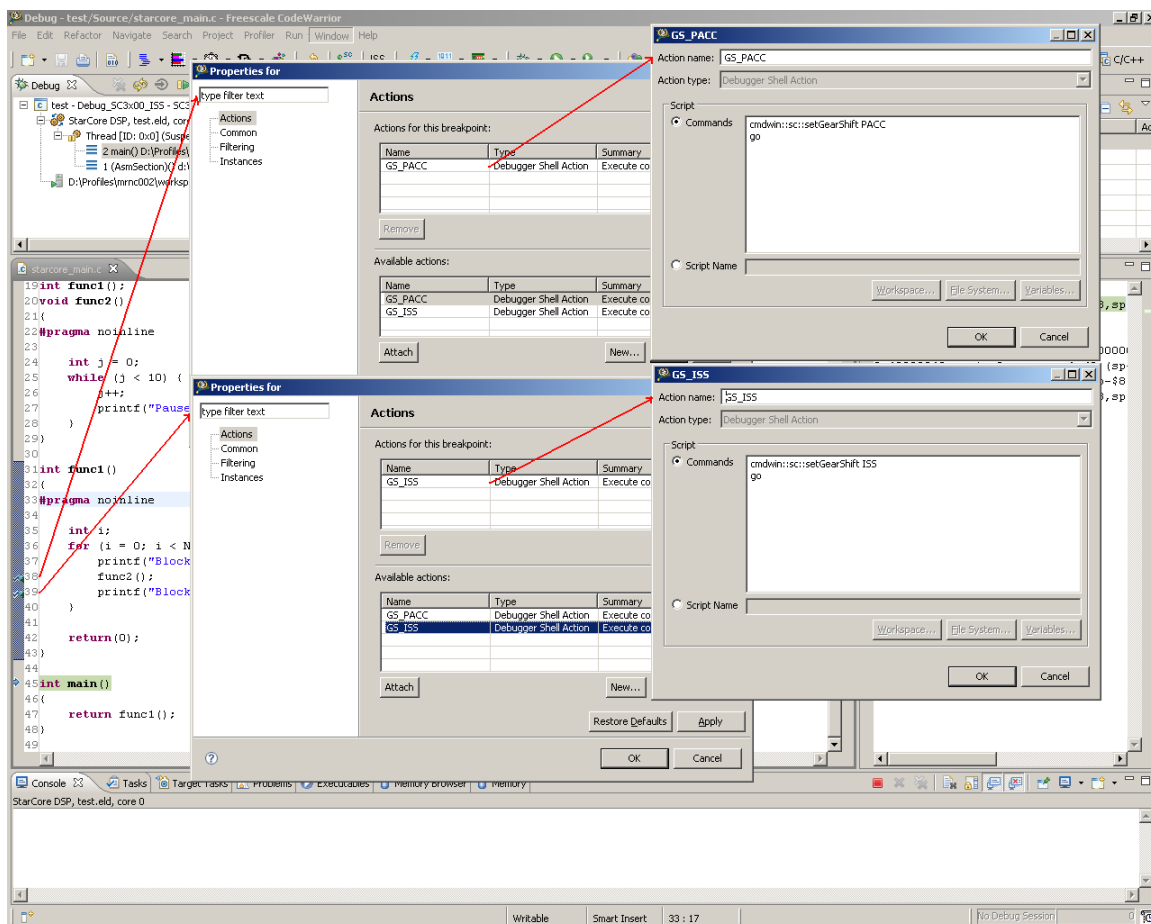 Debug - test/Source/starcore_main.c - Freescale CodeWarrior
File Edit Refactor Navigate Search Project Profiler Run Window Help
C/C++
Debug
test - Debug_SC3x00_ISS - SC3
StarCore DSP, test.eld, core
Thread [ID: 0x0] (Suspe
2 main() D:\Profiles\
1 (AsmSection)() d:\
D:\Profiles\mrnc002\worksp
starcore_main.c
19 int func1();
20 void func2()
21 {
22 #pragma noinline
23
24 int j = 0;
25 while (j < 10) {
26 j++;
27 printf("Pause
28 }
29 }
30
31 int func1()
32 {
33 #pragma noinline
34
35 int i;
36 for (i = 0; i < N
37 printf("Block
38 func2();
39 printf("Block
40 }
41
42 return(0);
43 }
44
45 int main()
46 {
47 return func1();
48 }
49
Properties for
type filter text
Actions
Common
Filtering
Instances
Actions
Actions for this breakpoint:
Name Type Summary
GS_PACC Debugger Shell Action Execute co
Remove
Available actions:
Name Type Summary
GS_PACC Debugger Shell Action Execute co
GS_ISS Debugger Shell Action Execute co
Attach New...
GS_PACC
Action name: GS_PACC
Action type: Debugger Shell Action
Script
Commands
cmdwin::sc::setGearShift PACC
go
Script Name
Workspace... File System... Variables...
OK Cancel
Properties for
type filter text
Actions
Common
Filtering
Instances
Actions
Actions for this breakpoint:
Name Type Summary
GS_ISS Debugger Shell Action Execute co
Remove
Available actions:
Name Type Summary
GS_PACC Debugger Shell Action Execute co
GS_ISS Debugger Shell Action Execute co
Attach New...
Restore Defaults Apply
OK Cancel
GS_ISS
Action name: GS_ISS
Action type: Debugger Shell Action
Script
Commands
cmdwin::sc::setGearShift ISS
go
Script Name
Workspace... File System... Variables...
OK Cancel
Console Tasks Target Tasks Problems Executables Memory Browser Memory
StarCore DSP, test.eld, core 0
Writable Smart Insert 33 : 17 No Debug Session 0